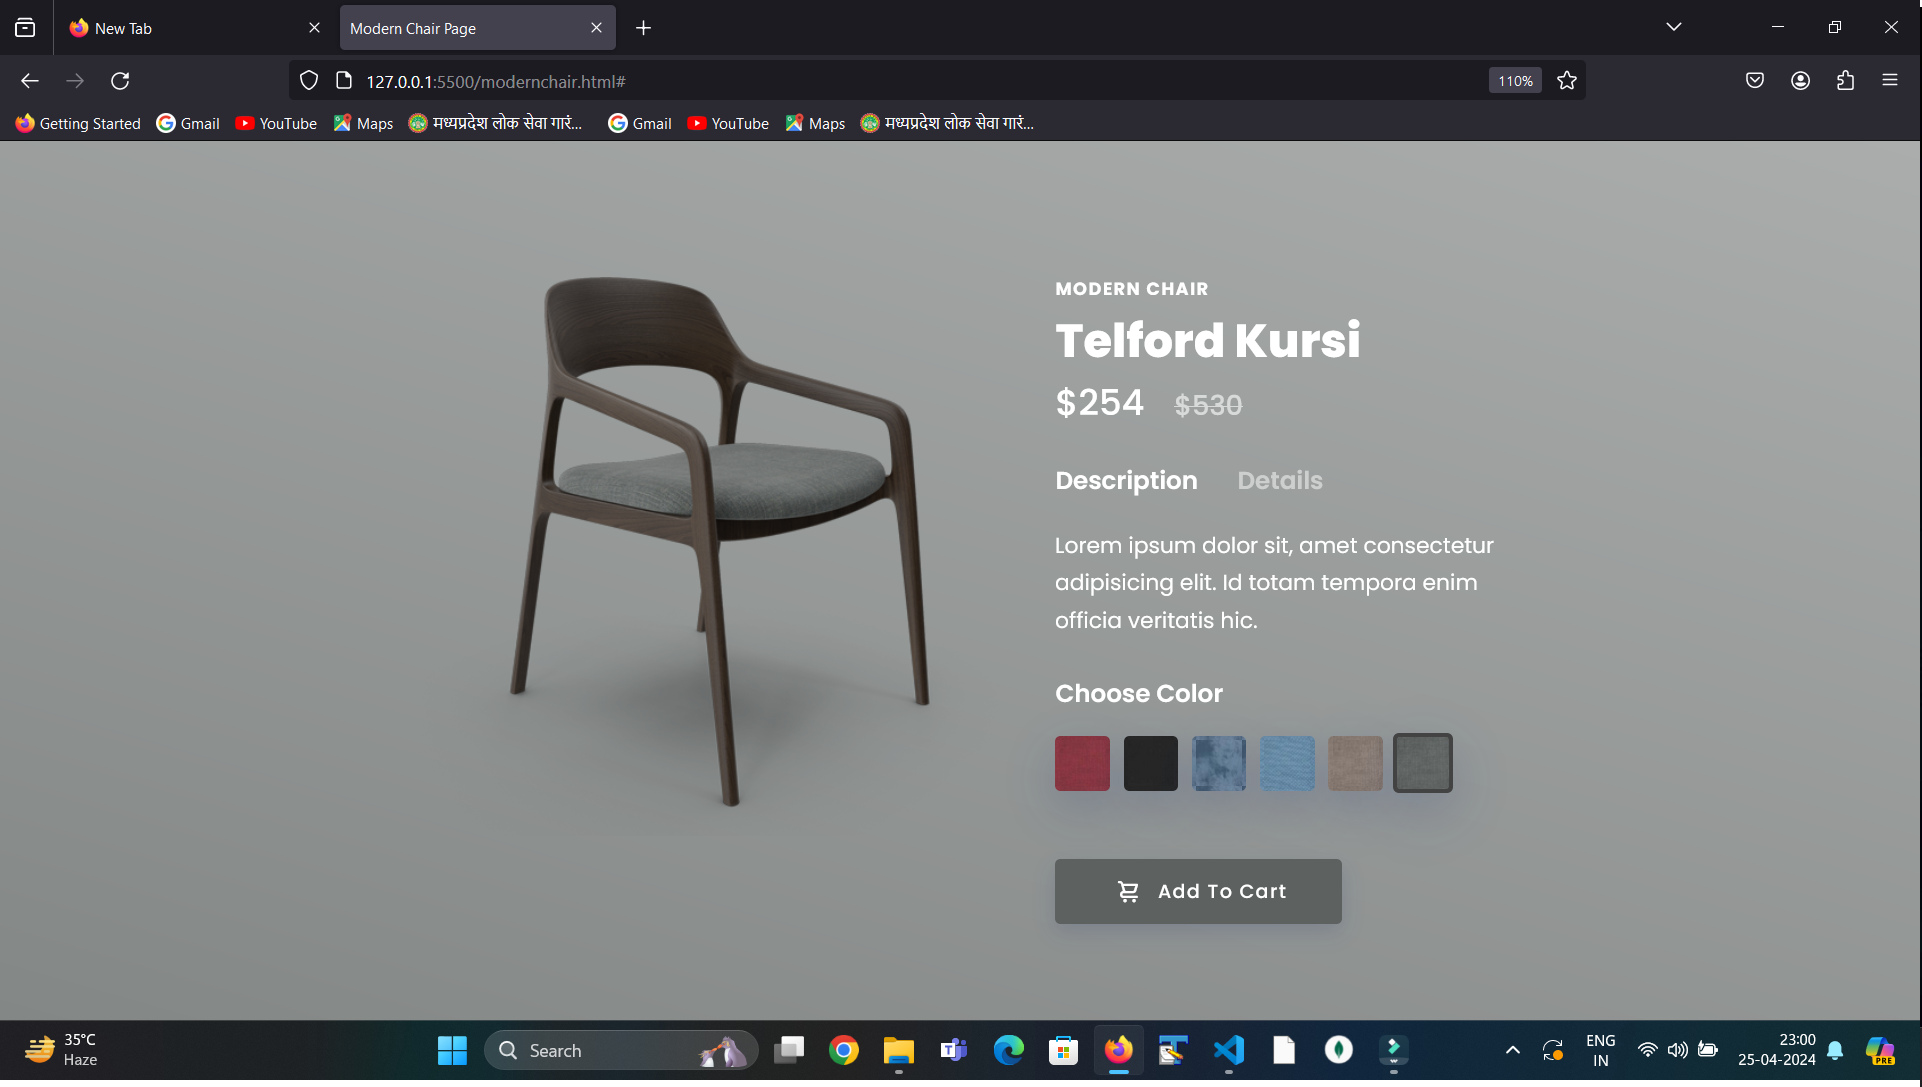 New Tab
Modern Chair Page
127.0.0.1:5500/modernchair.html#
110%
Getting Started
Gmail
YouTube
Maps
मध्यप्रदेश लोक सेवा गारं...
Gmail
YouTube
Maps
मध्यप्रदेश लोक सेवा गारं...
MODERN CHAIR
Telford Kursi
$254 $530
Description Details
Lorem ipsum dolor sit, amet consectetur
adipisicing elit. Id totam tempora enim
officia veritatis hic.
Choose Color
Add To Cart
35°C
Haze
Search
ENG
IN
23:00
25-04-2024
PRE